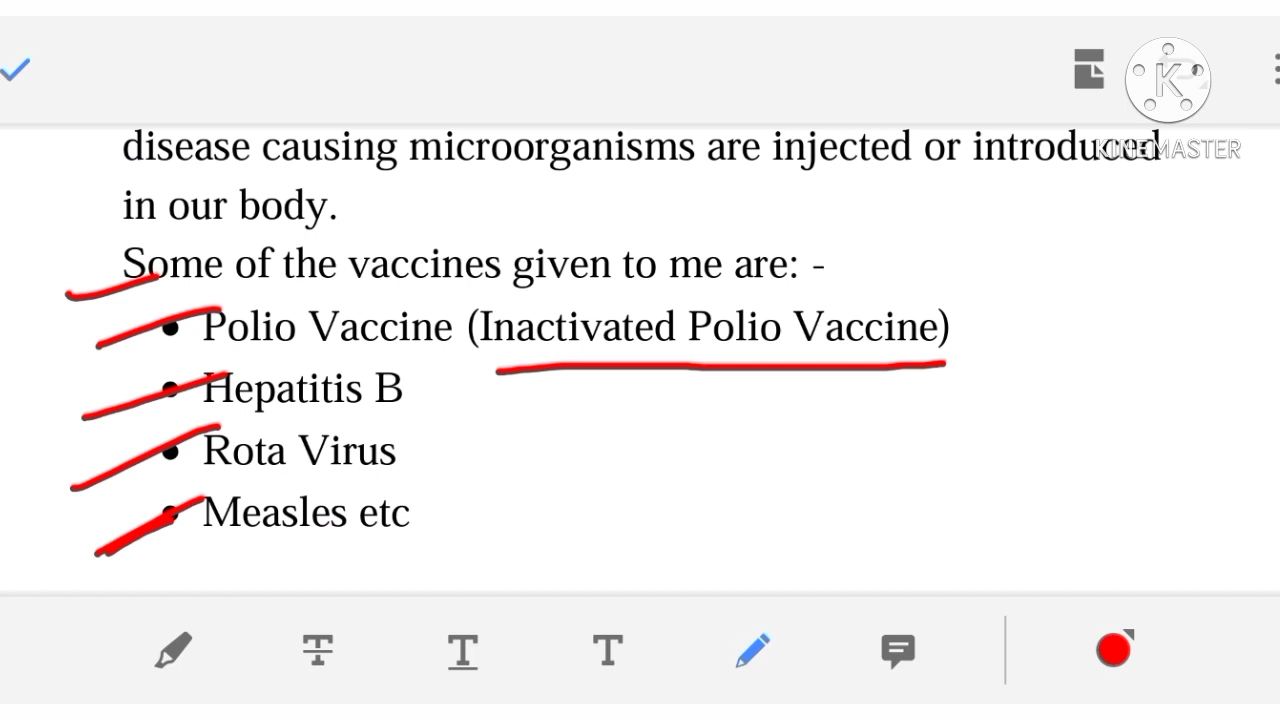 disease causing microorganisms are injected or introduced
in our body.
Some of the vaccines given to me are: -
• Polio Vaccine (Inactivated Polio Vaccine)
• Hepatitis B
• Rota Virus
• Measles etc
K
KINEMASTER
T
T
T